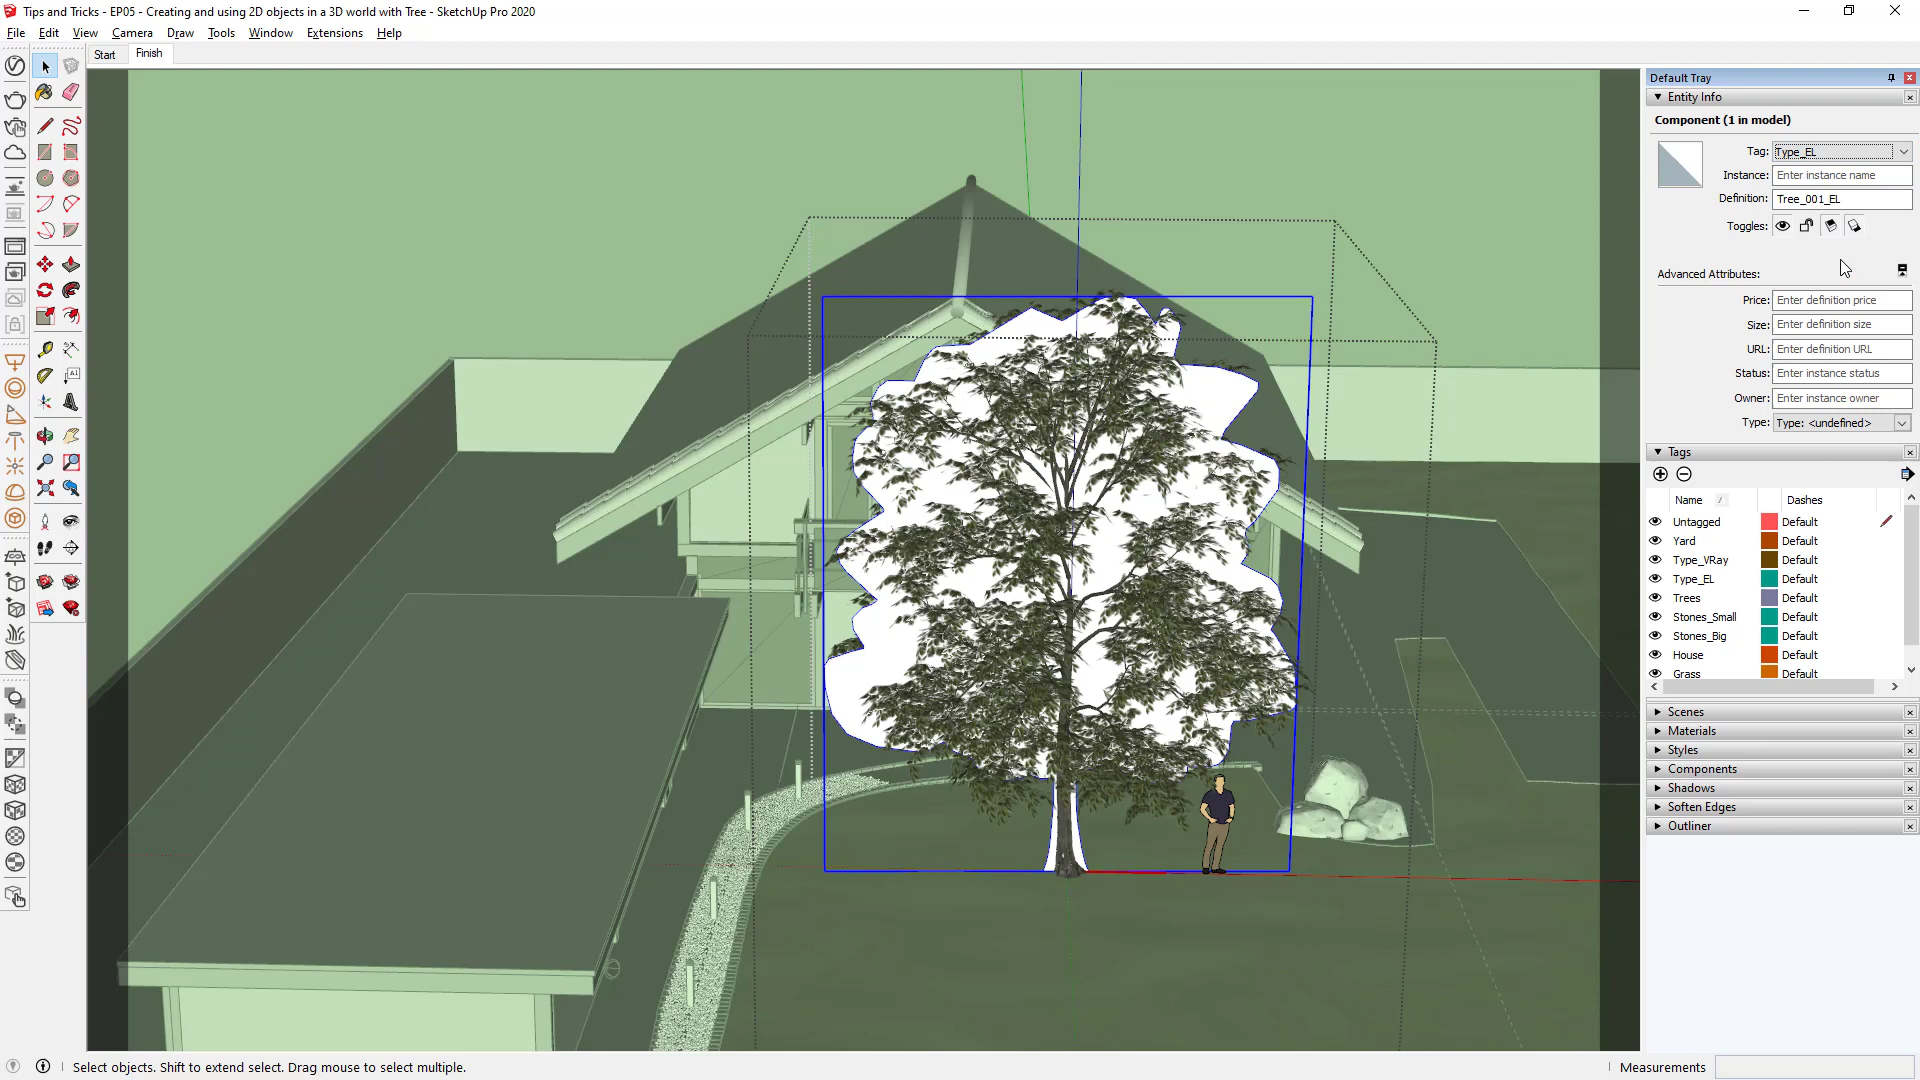 Tips and Tricks - EP05 - Creating and using 2D objects in a 3D world with Tree - SketchUp Pro 2020
File Edit View Camera Draw Tools Window Extensions Help
Start Finish
Default Tray
Entity Info
Component (1 in model)
Tag: Type_EL
Instance: Enter instance name
Definition: Tree_001_EL
Toggles:
Advanced Attributes:
Price: Enter definition price
Size: Enter definition size
URL: Enter definition URL
Status: Enter instance status
Owner: Enter instance owner
Type: Type: <undefined>
Tags
Name Dashes
Untagged Default
Yard Default
Type_VRay Default
Type_EL Default
Trees Default
Stones_Small Default
Stones_Big Default
House Default
Grass Default
Scenes
Materials
Styles
Components
Shadows
Soften Edges
Outliner
Select objects. Shift to extend select. Drag mouse to select multiple.
Measurements